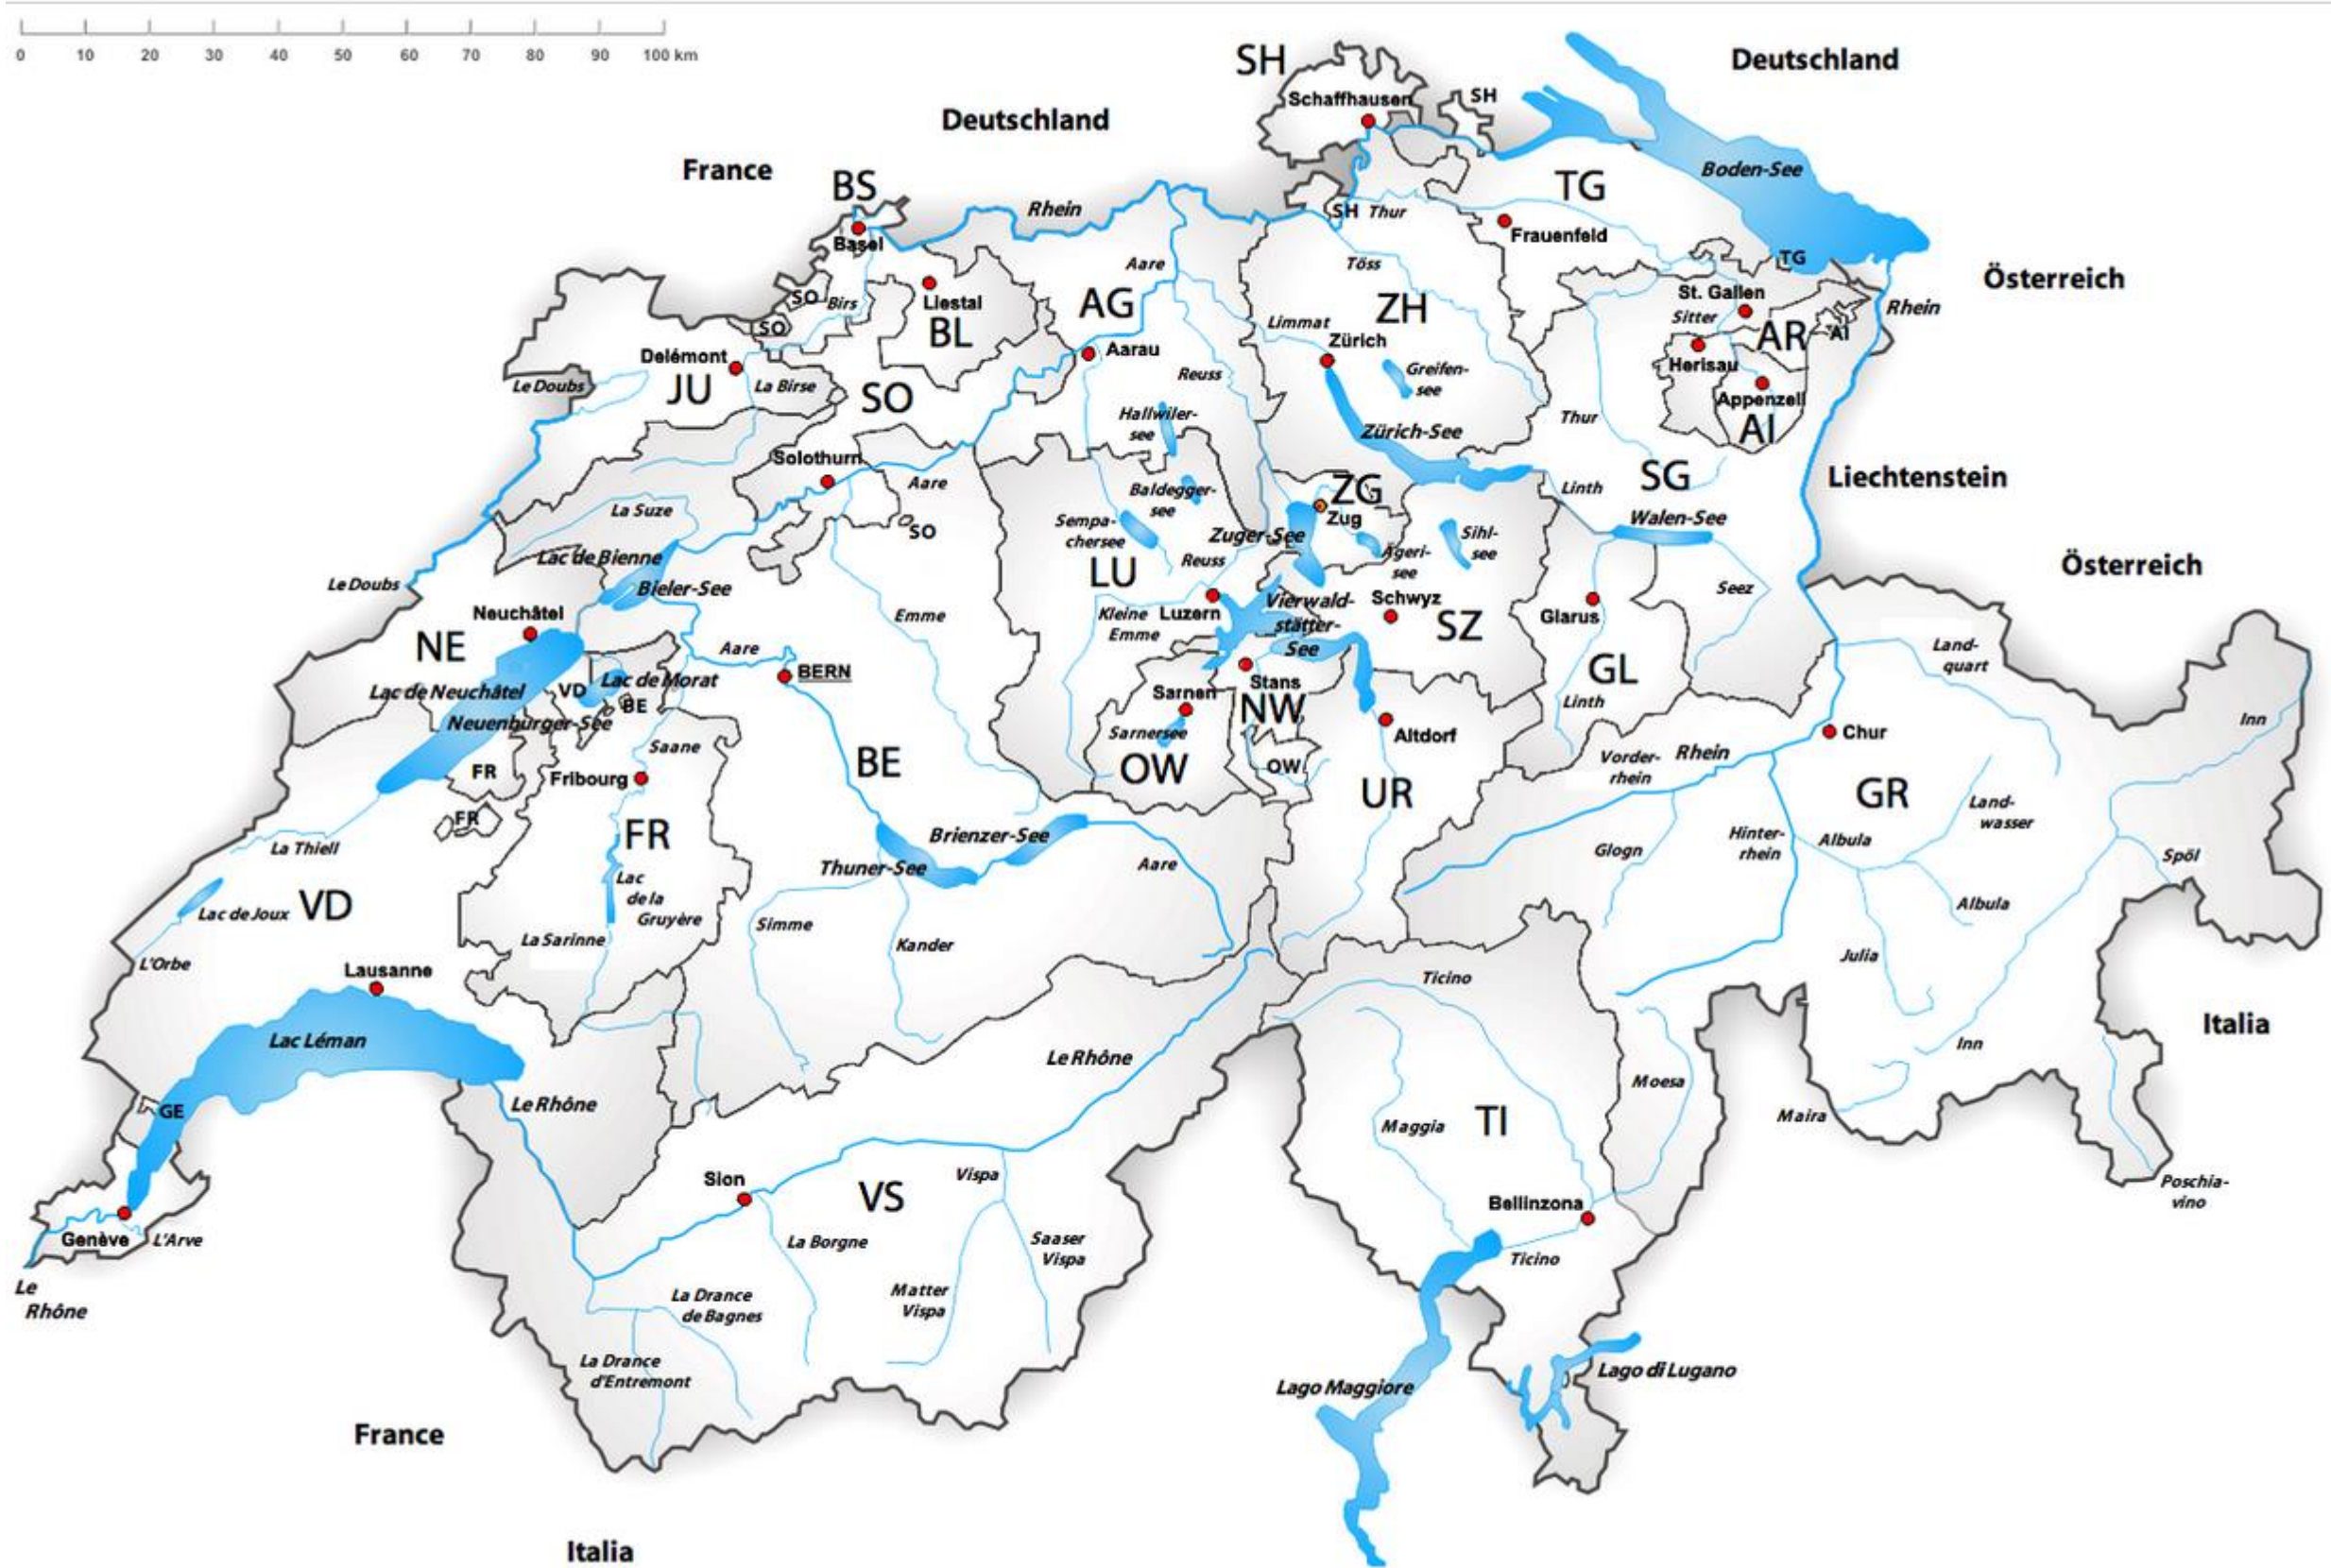 0 10 20 30 40 50 60 70 80 90 100 km
SH
Deutschland
Schaffhausen
SH
Deutschland
France
BS
Boden-See
TG
Rhein
SH
Thur
Basel
Frauenfeld
TG
Aare
Töss
Österreich
SO
Birs
Liestal
AG
ZH
St. Gallen
Rhein
SO
BL
Limmat
Sitter
AR
AI
Zürich
Delémont
Aarau
Herisau
Le Doubs
JU
La Birse
SO
Reuss
Greifen-
see
Appenzell
Hallwiler-
see
Thur
AI
Zürich-See
Solothurn
SG
Liechtenstein
Aare
Baldegger-
see
ZG
Linth
La Suze
Zug
Walen-See
SO
Sempa-
chersee
Zuger-See
Sihl-
see
Lac de Bienne
Reuss
Ägeri-
see
Österreich
Le Doubs
Bieler-See
LU
Seez
Neuchâtel
Emme
Kleine
Emme
Luzern
Vierwald-
stätter-
See
Schwyz
Glarus
NE
Aare
SZ
Land-
quart
BERN
Lac de Neuchâtel
VD
Lac de Morat
BE
Stans
GL
Sarnen
NW
Linth
Neuenburger-See
Inn
Sarnersee
Altdorf
Chur
Saane
Vorder-
rhein
Rhein
FR
Fribourg
BE
OW
OW
UR
GR
FR
FR
Brienzer-See
Land-
wasser
La Thiell
Glogn
Hinter-
rhein
Albula
Spöl
Thuner-See
Aare
Lac
de la
Gruyère
VD
Lac de Joux
Simme
Albula
La Sarinne
Kander
L'Orbe
Lausanne
Ticino
Julia
Italia
Lac Léman
Le Rhône
Inn
Moesa
GE
Le Rhône
Maggia
TI
Maira
Sion
VS
Vispa
Poschia-
vino
Bellinzona
Genève
L'Arve
La Borgne
Saaser
Vispa
Ticino
Le
Rhône
La Drance
de Bagnes
Matter
Vispa
La Drance
d'Entremont
Lago Maggiore
Lago di Lugano
France
Italia